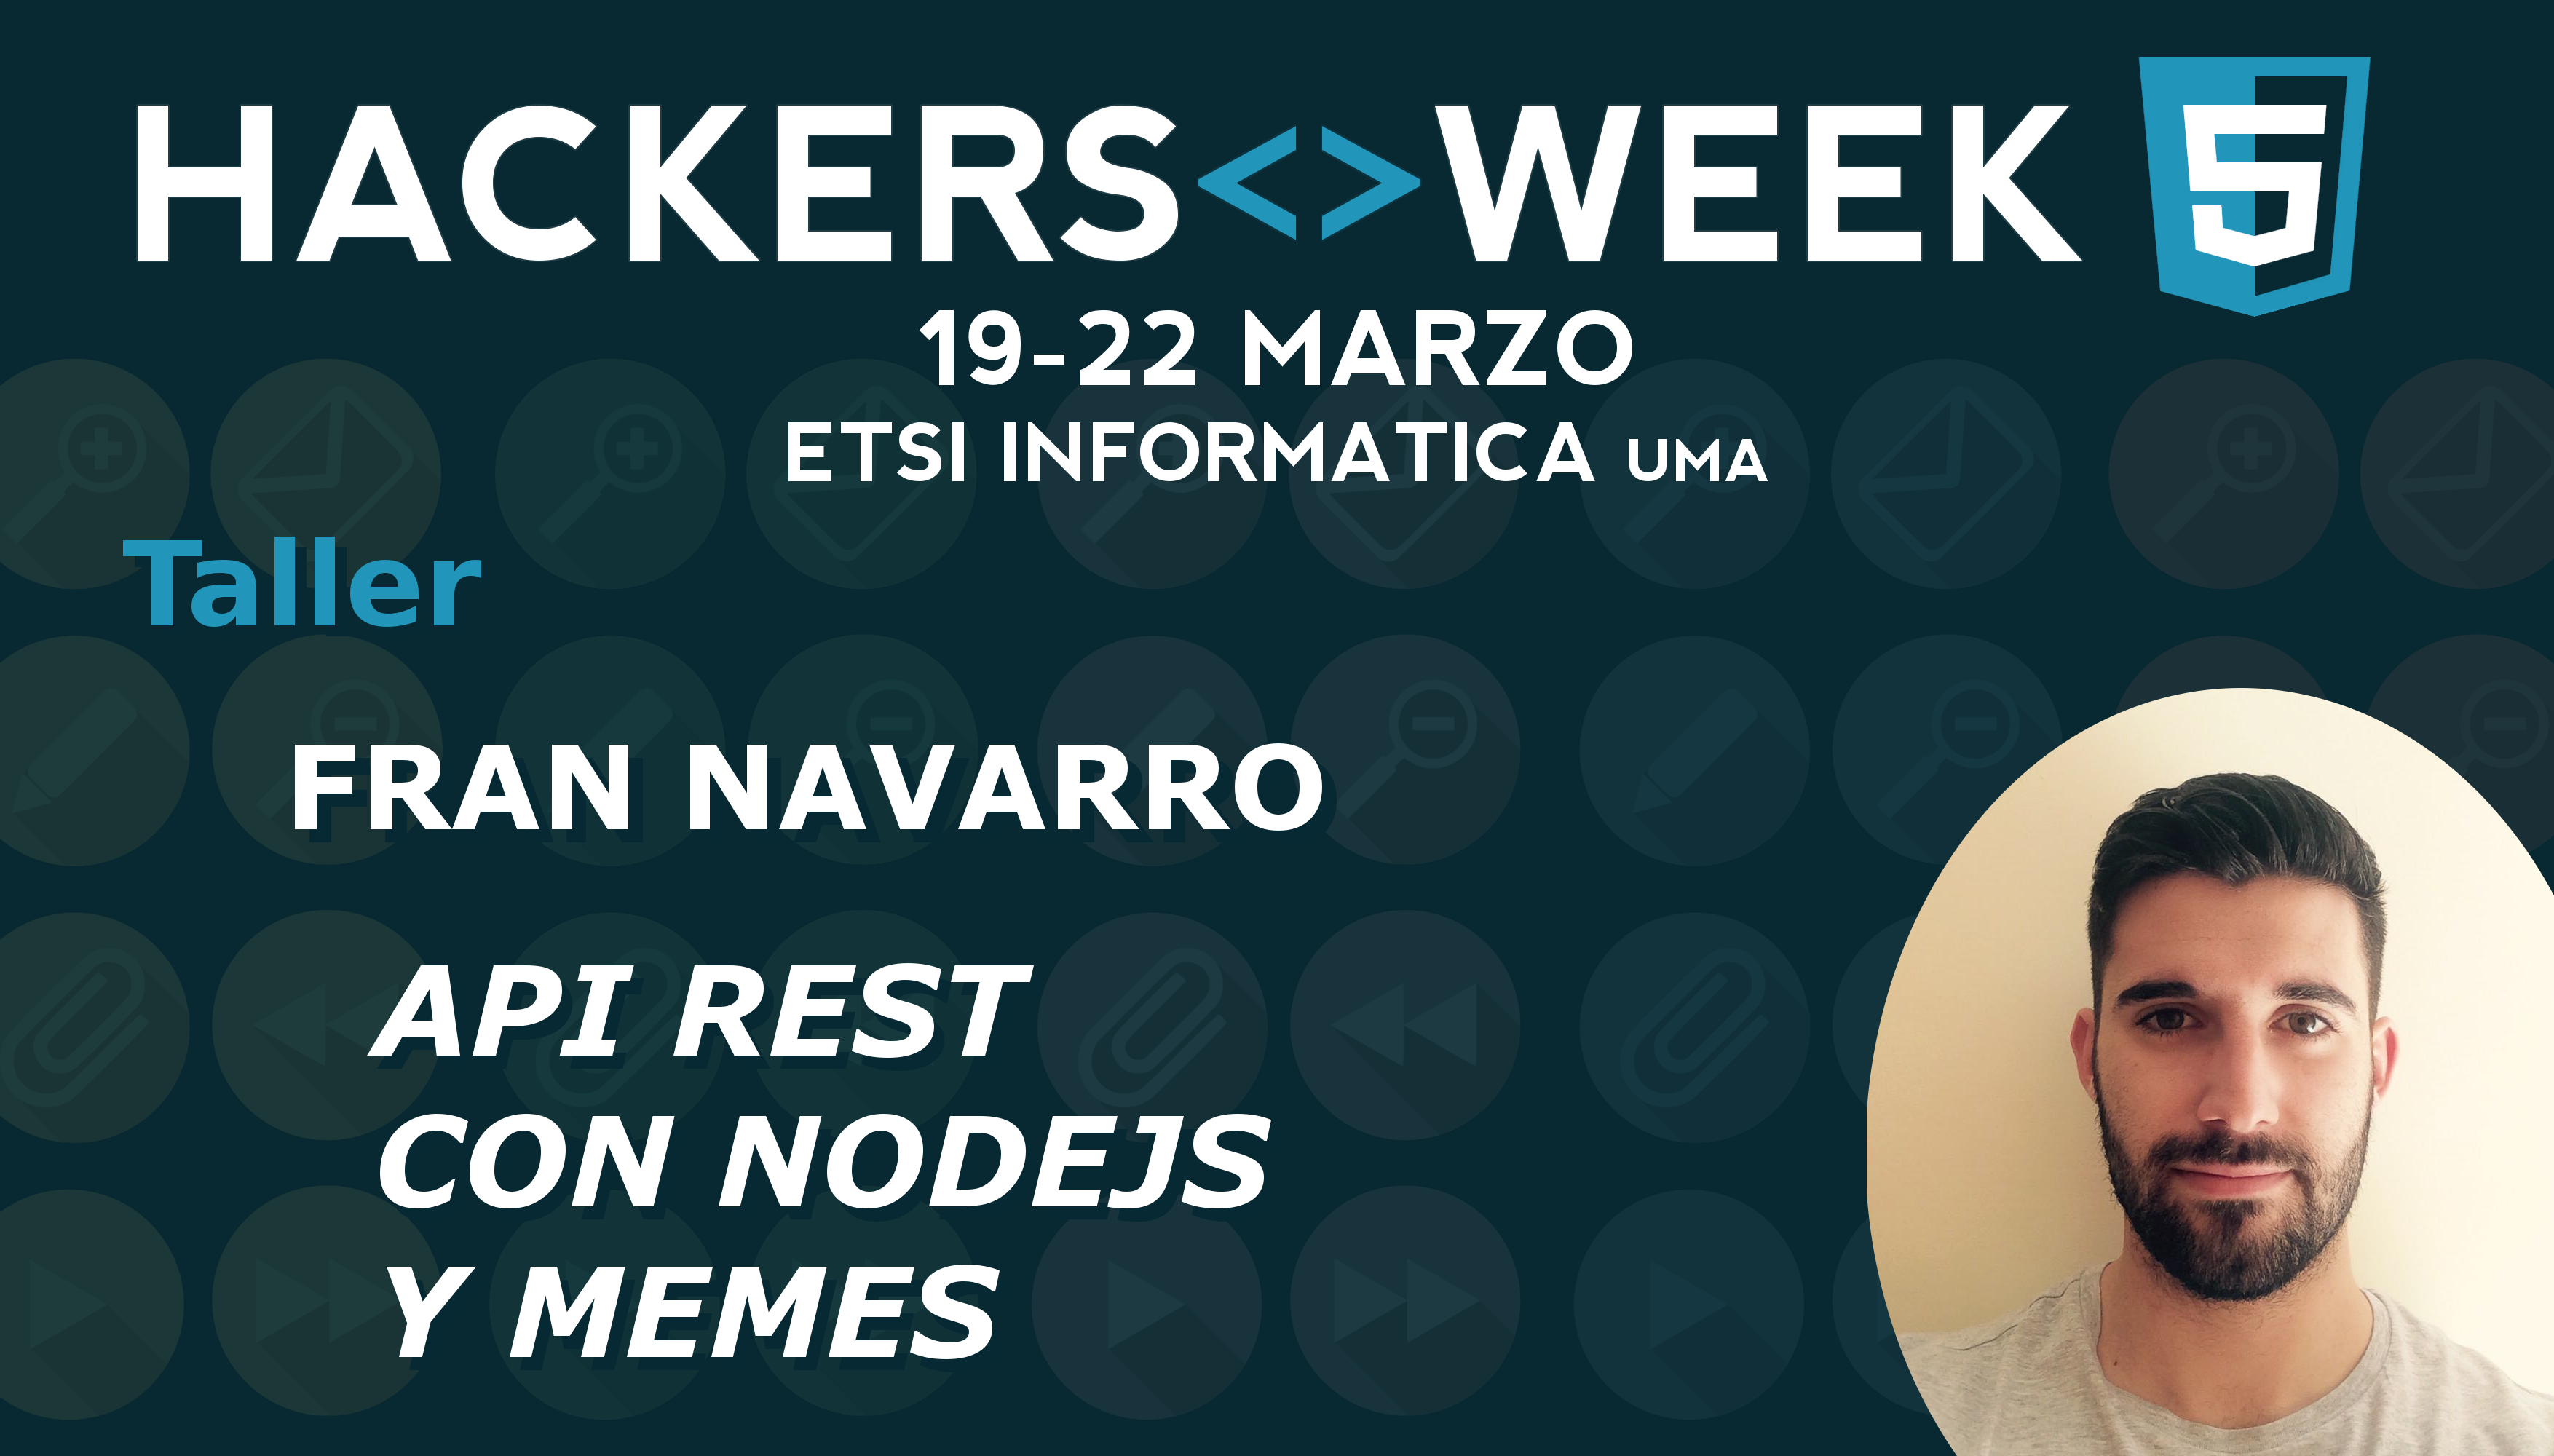 HACKERS<>WEEK 5
19-22 MARZO
ETSI INFORMATICA UMA
Taller
FRAN NAVARRO
API REST
CON NODEJS
Y MEMES